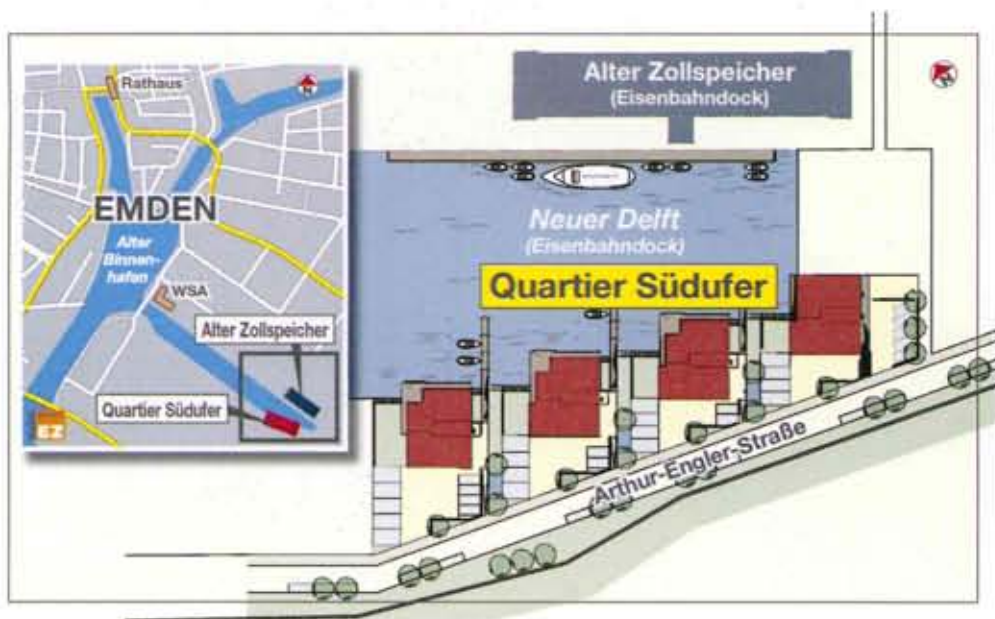 Rathaus
EMDEN
Alter
Binnen-
hafen
WSA
Alter Zollspeicher
Quartier Südufer
EZ
Alter Zollspeicher
(Eisenbahndock)
Neuer Delft
(Eisenbahndock)
Quartier Südufer
Arthur-Engler-Straße